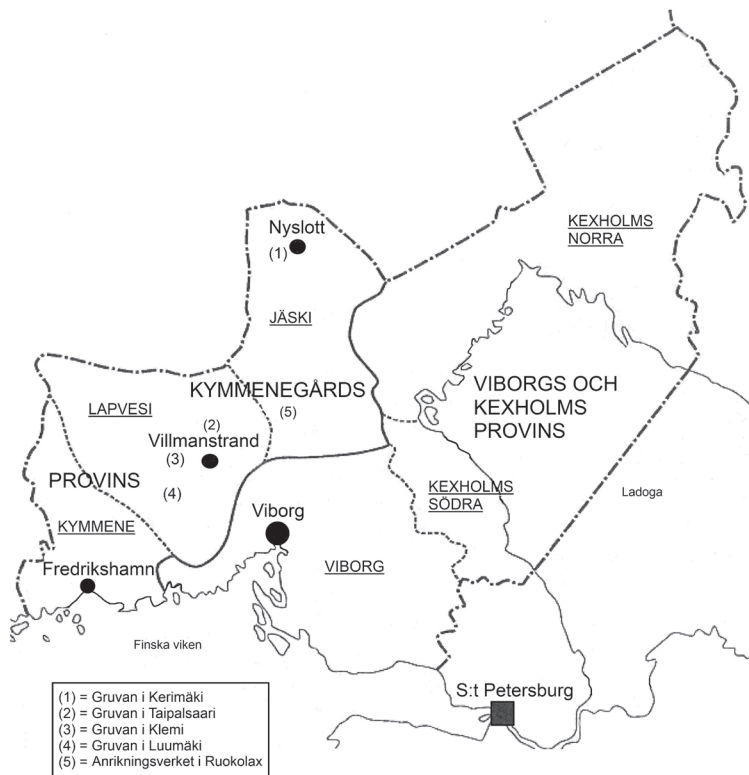 KEXHOLMS
NORRA
Nyslott
(1)
JÄSKI
KYMMENEGÅRDS
VIBORGS OCH
KEXHOLMS
PROVINS
LAPVESI
(5)
(2)
Villmanstrand
(3)
PROVINS
(4)
KEXHOLMS
SÖDRA
Ladoga
KYMMENE
Viborg
VIBORG
Fredrikshamn
Finska viken
S:t Petersburg
(1) = Gruvan i Kerimäki
(2) = Gruvan i Taipalsaari
(3) = Gruvan i Klemi
(4) = Gruvan i Luumäki
(5) = Anrikningsverket i Ruokolax